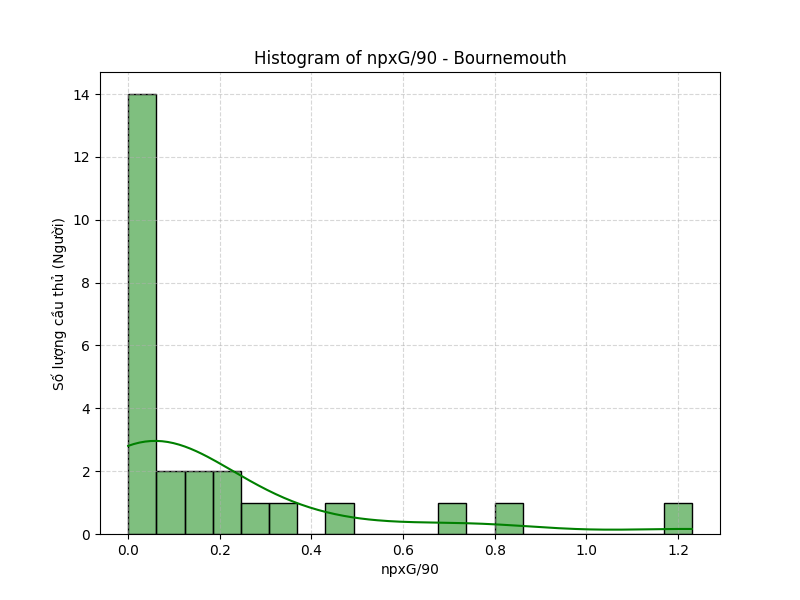 Histogram of npxG/90 - Bournemouth
Số lượng cầu thủ (Người)
14
12
10
8
6
4
2
0
0.0 0.2 0.4 0.6 0.8 1.0 1.2
npxG/90